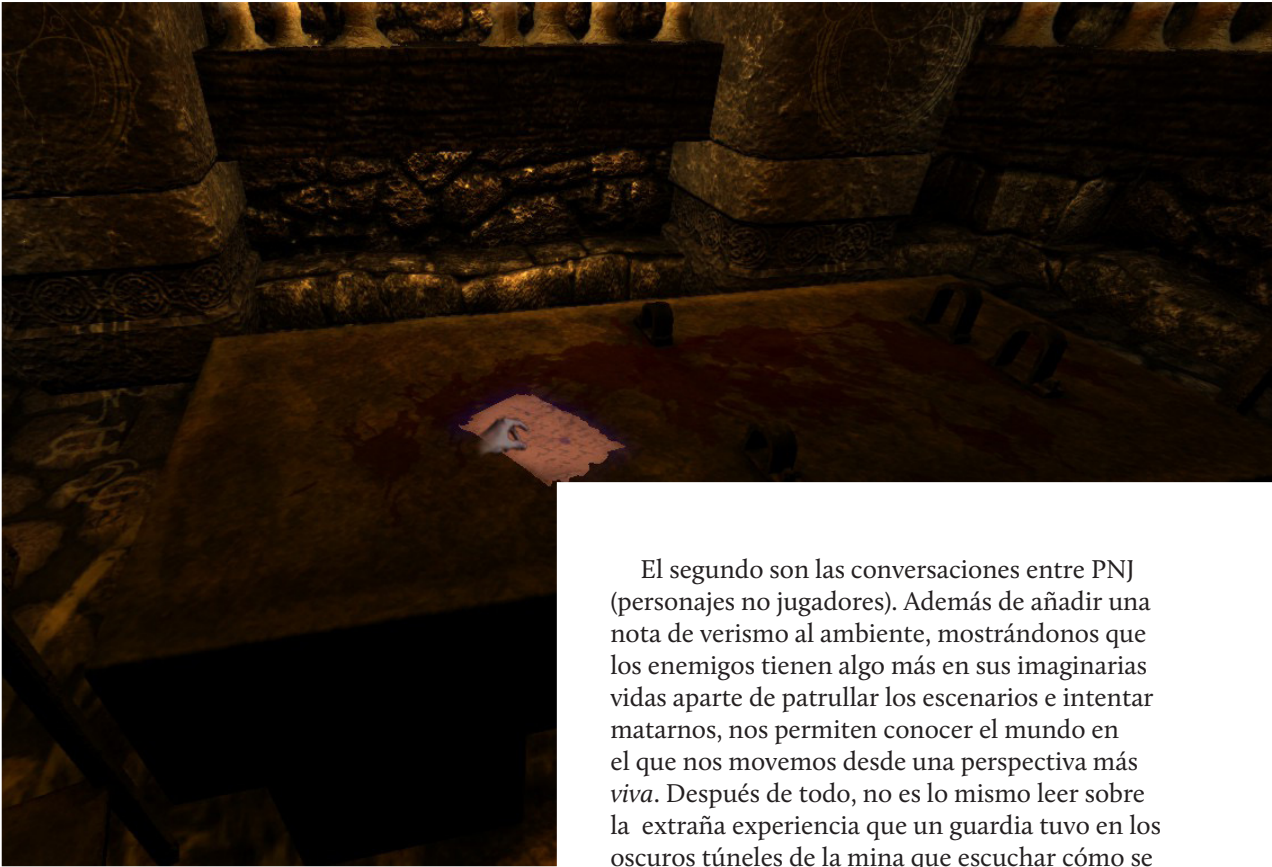 El segundo son las conversaciones entre PNJ
(personajes no jugadores). Además de añadir una
nota de verismo al ambiente, mostrándonos que
los enemigos tienen algo más en sus imaginarias
vidas aparte de patrullar los escenarios e intentar
matarnos, nos permiten conocer el mundo en
el que nos movemos desde una perspectiva más
viva. Después de todo, no es lo mismo leer sobre
la extraña experiencia que un guardia tuvo en los
oscuros túneles de la mina que escuchar cómo se